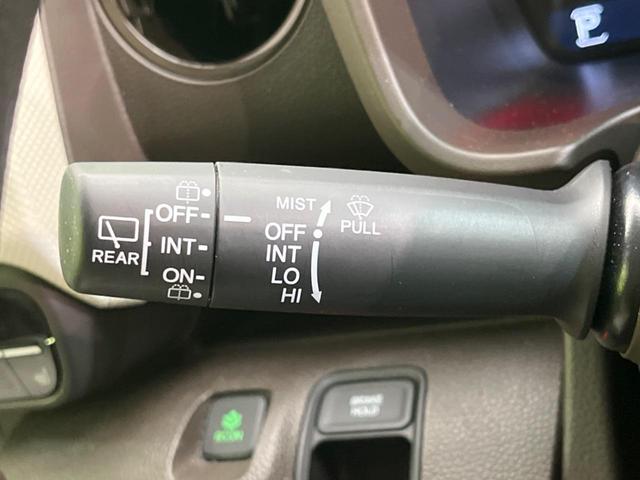 P
MIST
OFF
INT
LO
HI
PULL
OFF
INT
ON
REAR
ECON
BRAKE
HOLD